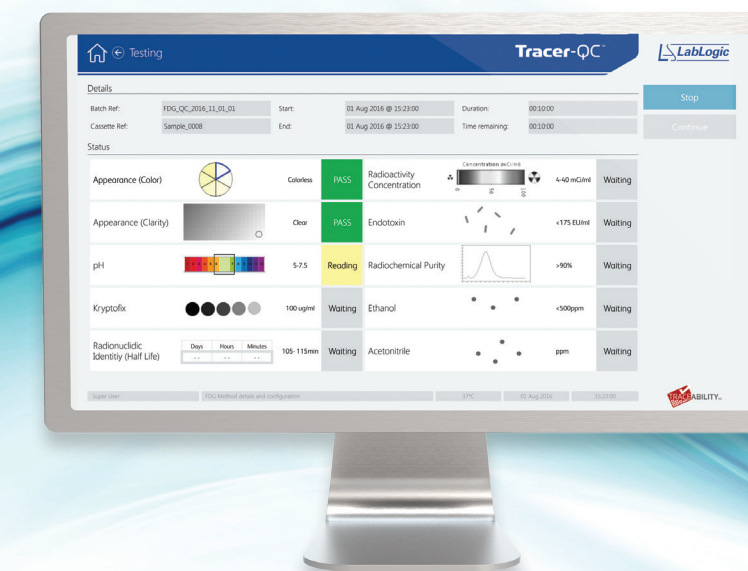 Testing
Tracer-QC™
LabLogic
Details
Batch Ref: FDG_QC_2016_11_01_01 Start: 01 Aug 2016 @ 15:23:00 Duration: 00:10:00
Cassette Ref: Sample_0008 End: 01 Aug 2016 @ 15:23:00 Time remaining: 00:10:00
Stop
Continue
Status
Appearance (Color) Colorless PASS
Radioactivity Concentration
Concentration (mCi/ml)
0 50 100
4-40 mCi/ml Waiting
Appearance (Clarity) Clear PASS
Endotoxin <175 EU/ml Waiting
pH 5-7.5 Reading
Radiochemical Purity >90% Waiting
Kryptofix 100 ug/ml Waiting
Ethanol <500ppm Waiting
Radionuclidic
Identitiy (Half Life)
Days Hours Minutes
-- -- --
105- 115min Waiting
Acetonitrile ppm Waiting
Super User FDG Method details and configuration 37°C 01 Aug 2016 15:23:00
TRACEABILITY